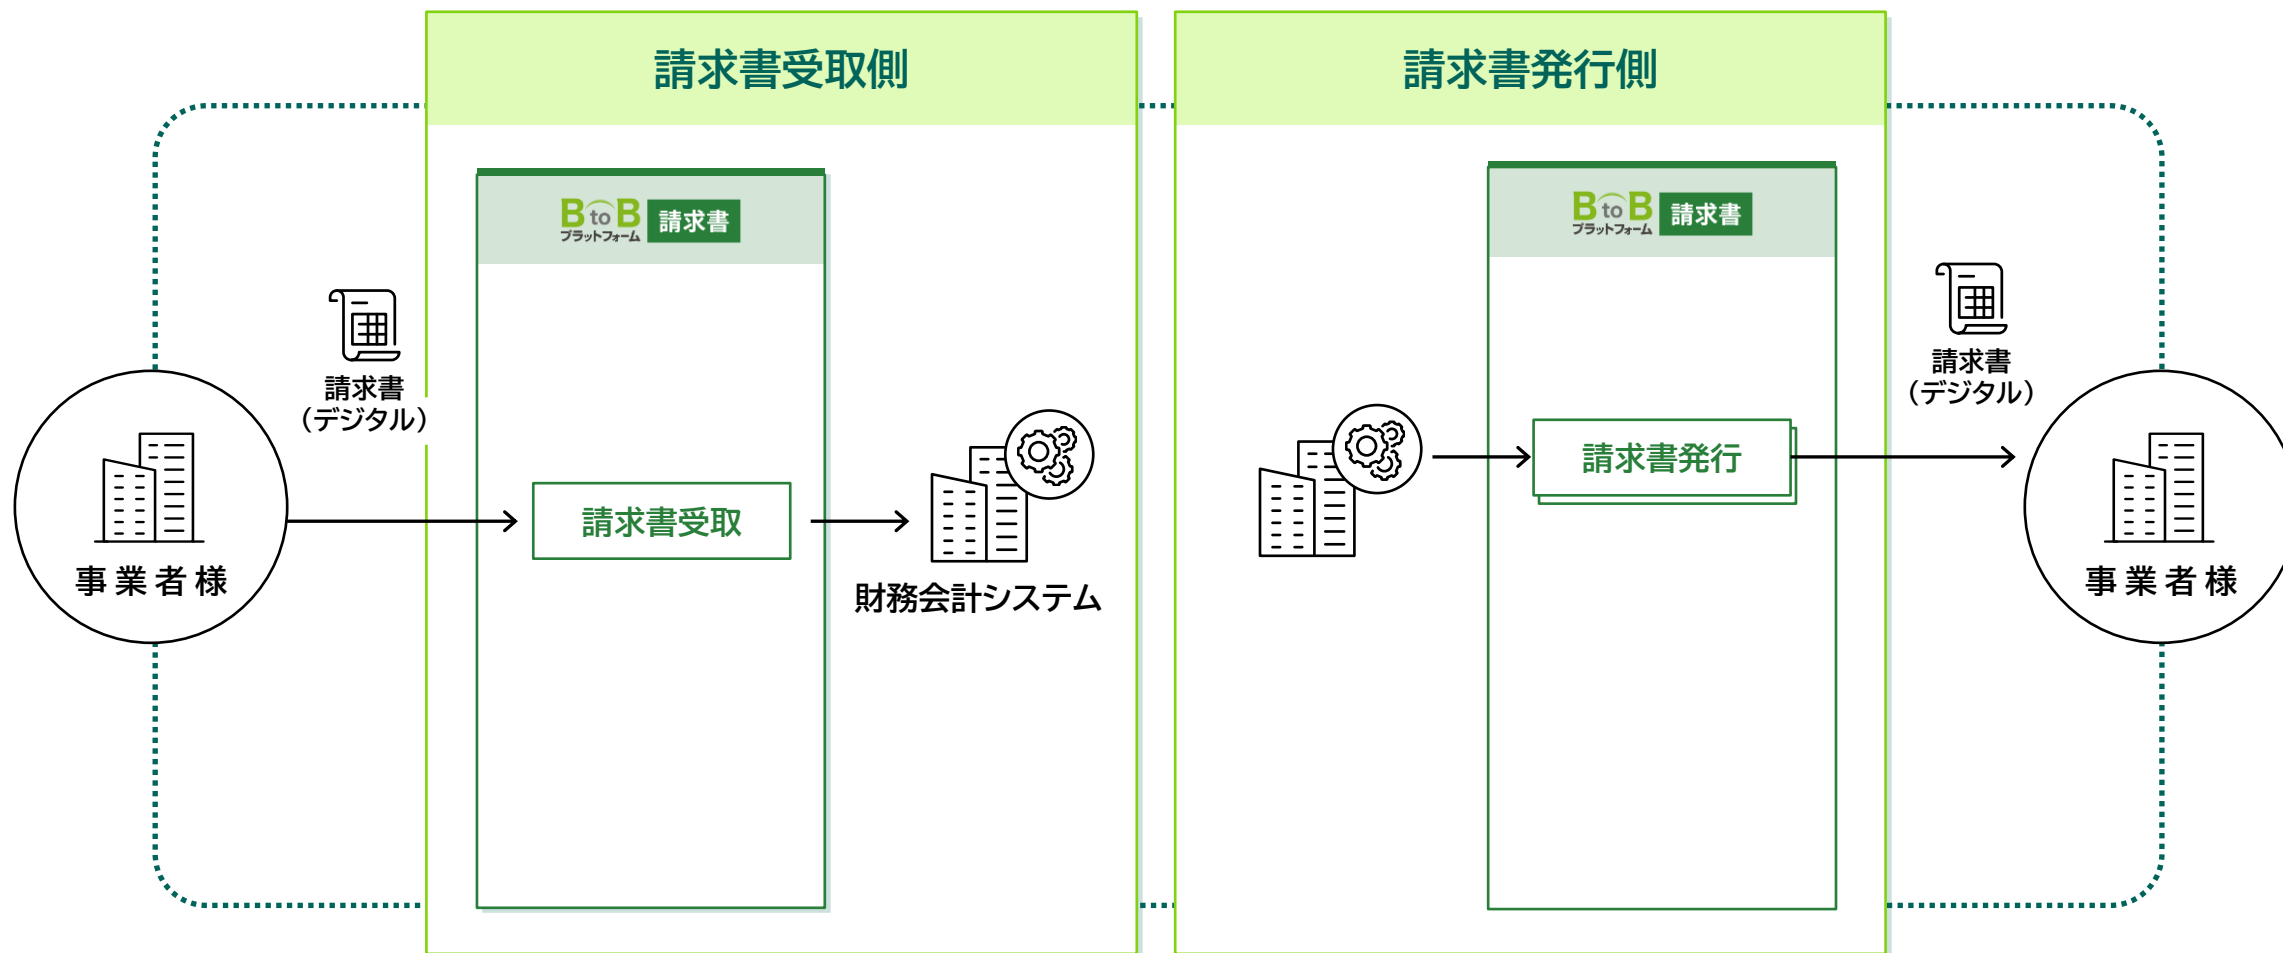 請求書受取側
請求書発行側
BtoB
プラットフォーム
請求書
BtoB
プラットフォーム
請求書
請求書
（デジタル）
請求書
（デジタル）
請求書受取
請求書発行
事業者様
財務会計システム
事業者様